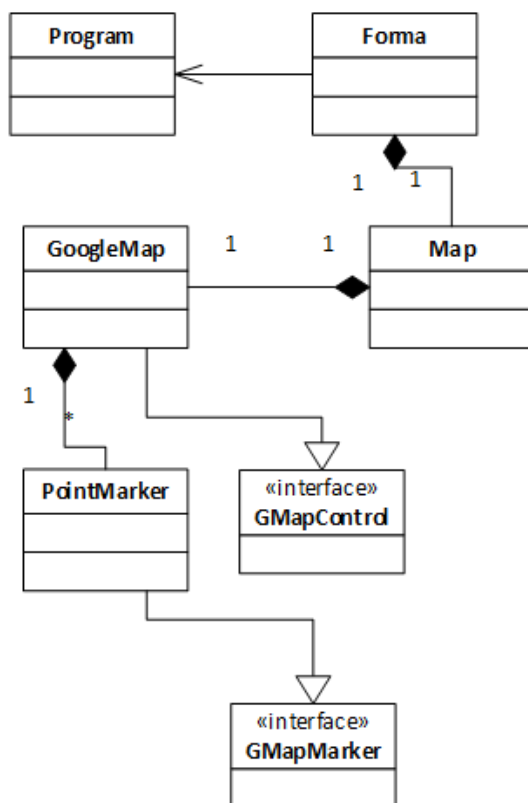 Program
Forma
1
1
GoogleMap
1
1
Map
1
*
PointMarker
«interface»
GMapControl
«interface»
GMapMarker